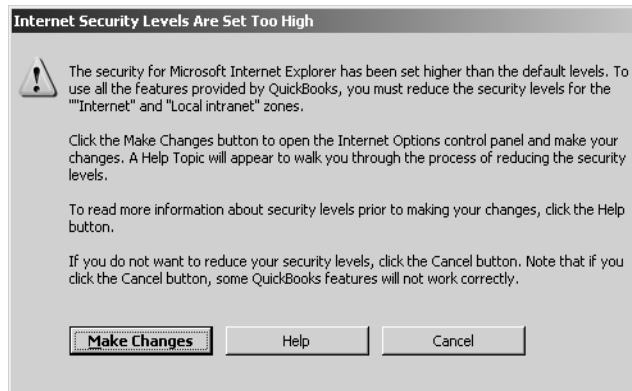 Internet Security Levels Are Set Too High
The security for Microsoft Internet Explorer has been set higher than the default levels. To
use all the features provided by QuickBooks, you must reduce the security levels for the
""Internet" and "Local intranet" zones.
Click the Make Changes button to open the Internet Options control panel and make your
changes. A Help Topic will appear to walk you through the process of reducing the security
levels.
To read more information about security levels prior to making your changes, click the Help
button.
If you do not want to reduce your security levels, click the Cancel button. Note that if you
click the Cancel button, some QuickBooks features will not work correctly.
Make Changes Help Cancel